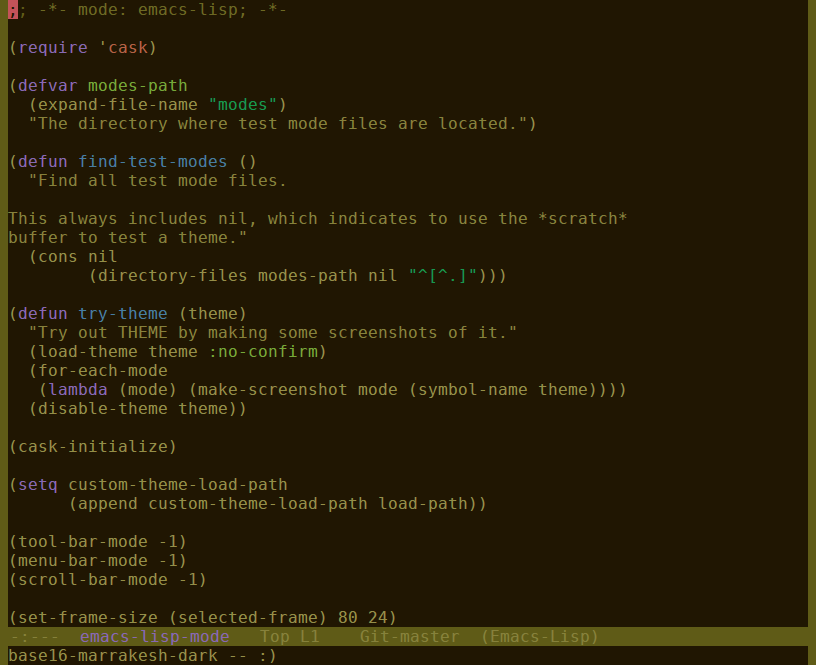 ;; -*- mode: emacs-lisp; -*-

(require 'cask)

(defvar modes-path
  (expand-file-name "modes")
  "The directory where test mode files are located.")

(defun find-test-modes ()
  "Find all test mode files.

This always includes nil, which indicates to use the *scratch*
buffer to test a theme."
  (cons nil
        (directory-files modes-path nil "^[^.]")))

(defun try-theme (theme)
  "Try out THEME by making some screenshots of it."
  (load-theme theme :no-confirm)
  (for-each-mode
   (lambda (mode) (make-screenshot mode (symbol-name theme))))
  (disable-theme theme))

(cask-initialize)

(setq custom-theme-load-path
      (append custom-theme-load-path load-path))

(tool-bar-mode -1)
(menu-bar-mode -1)
(scroll-bar-mode -1)

(set-frame-size (selected-frame) 80 24)
-:---  emacs-lisp-mode   Top L1    Git-master  (Emacs-Lisp)
base16-marrakesh-dark -- :)